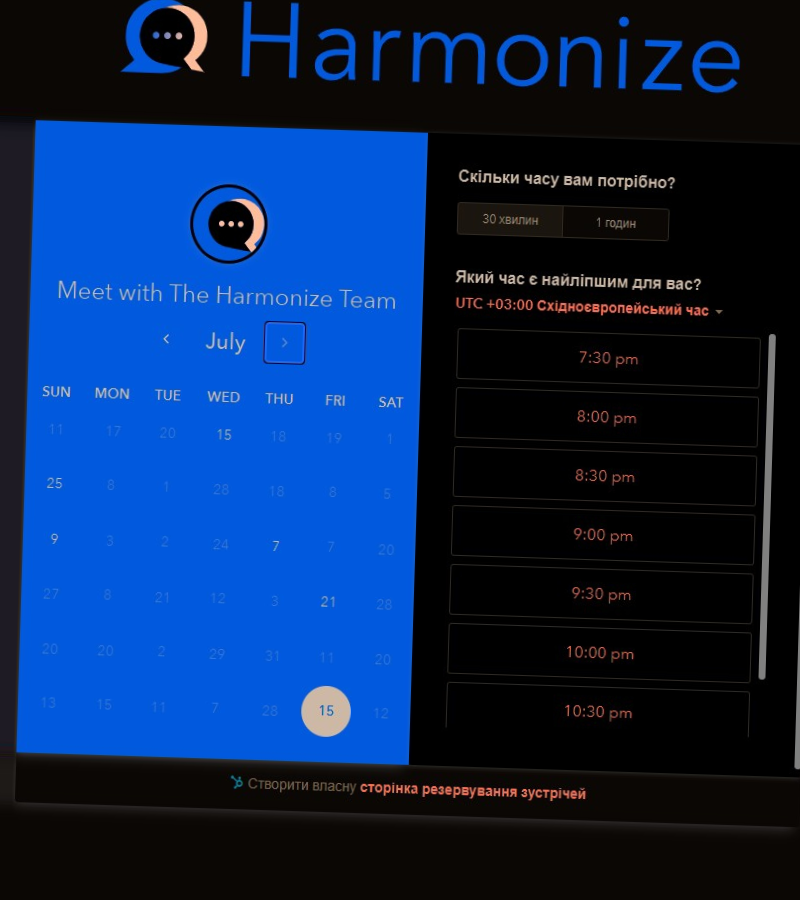 Harmonize
Meet with The Harmonize Team
July
SUN MON TUE WED THU FRI SAT
11 17 20 15 18 19 1
25 8 1 28 18 8 5
9 3 2 24 7 7 20
27 8 21 12 3 21 28
20 20 2 29 31 11 20
13 15 11 7 28 15 12
Скільки часу вам потрібно?
30 хвилин 1 годин
Який час є найліпшим для вас?
UTC +03:00 Східноєвропейський час
7:30 pm
8:00 pm
8:30 pm
9:00 pm
9:30 pm
10:00 pm
10:30 pm
Створити власну сторінка резервування зустрічей